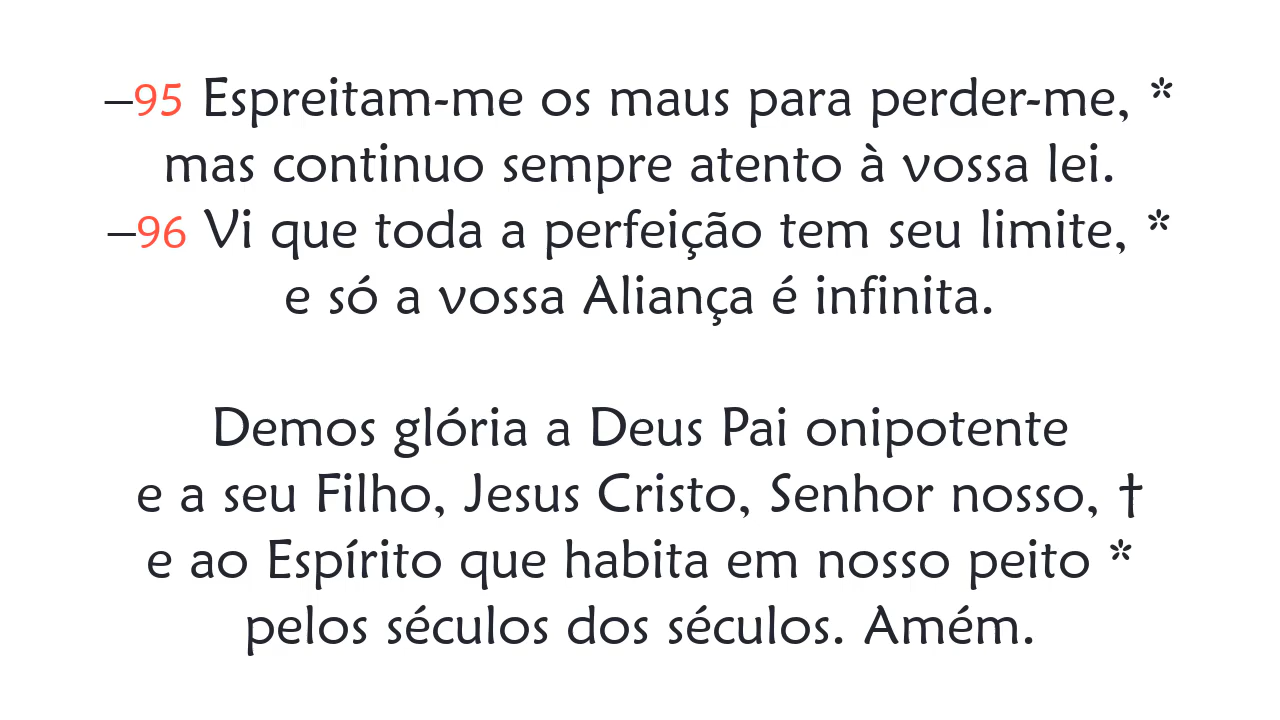 –95 Espreitam-me os maus para perder-me, *
mas continuo sempre atento à vossa lei.
–96 Vi que toda a perfeição tem seu limite, *
e só a vossa Aliança é infinita.
Demos glória a Deus Pai onipotente
e a seu Filho, Jesus Cristo, Senhor nosso, †
e ao Espírito que habita em nosso peito *
pelos séculos dos séculos. Amém.